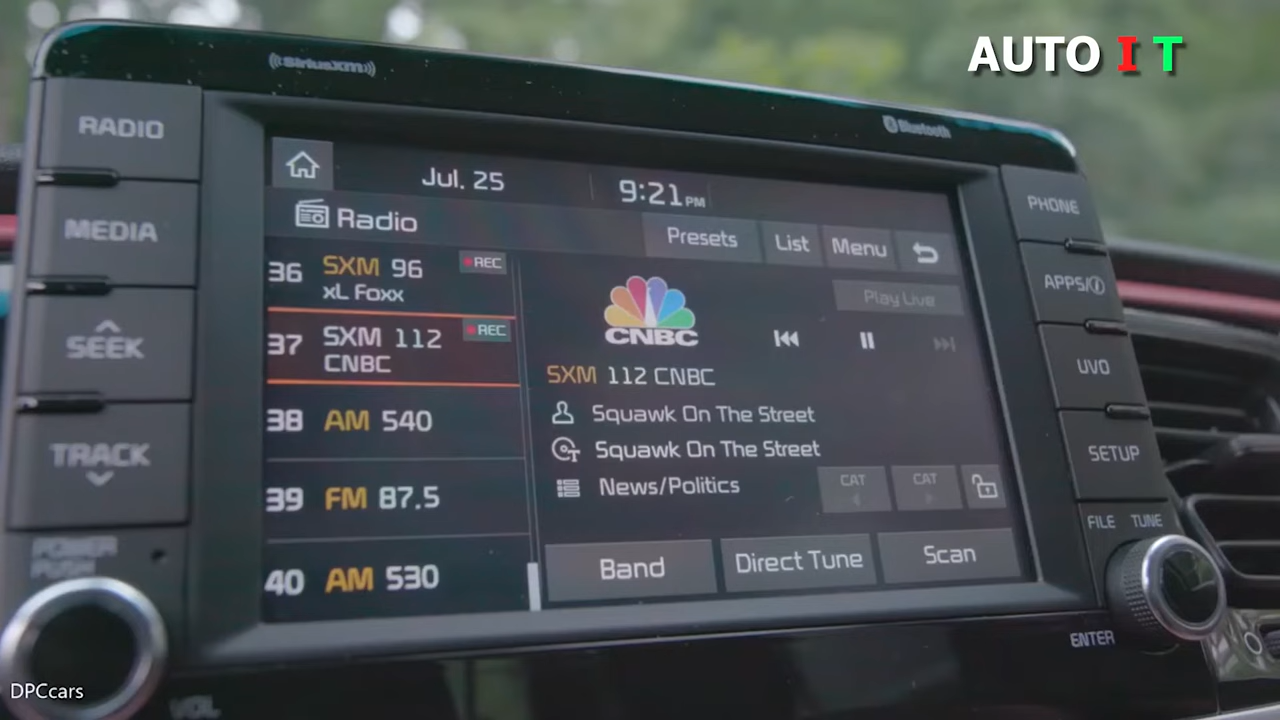 AUTO I T
SiriusXM
Bluetooth
RADIO
MEDIA
SEEK
TRACK
POWER
PUSH
VOL
Jul. 25
9:21PM
Radio
Presets
List
Menu
36 SXM 96 REC
xL Foxx
37 SXM 112 REC
CNBC
38 AM 540
39 FM 87.5
40 AM 530
CNBC
Play Live
SXM 112 CNBC
Squawk On The Street
Squawk On The Street
News/Politics
CAT
CAT
Band
Direct Tune
Scan
PHONE
APPS/i
UVO
SETUP
FILE TUNE
ENTER
DPCcars